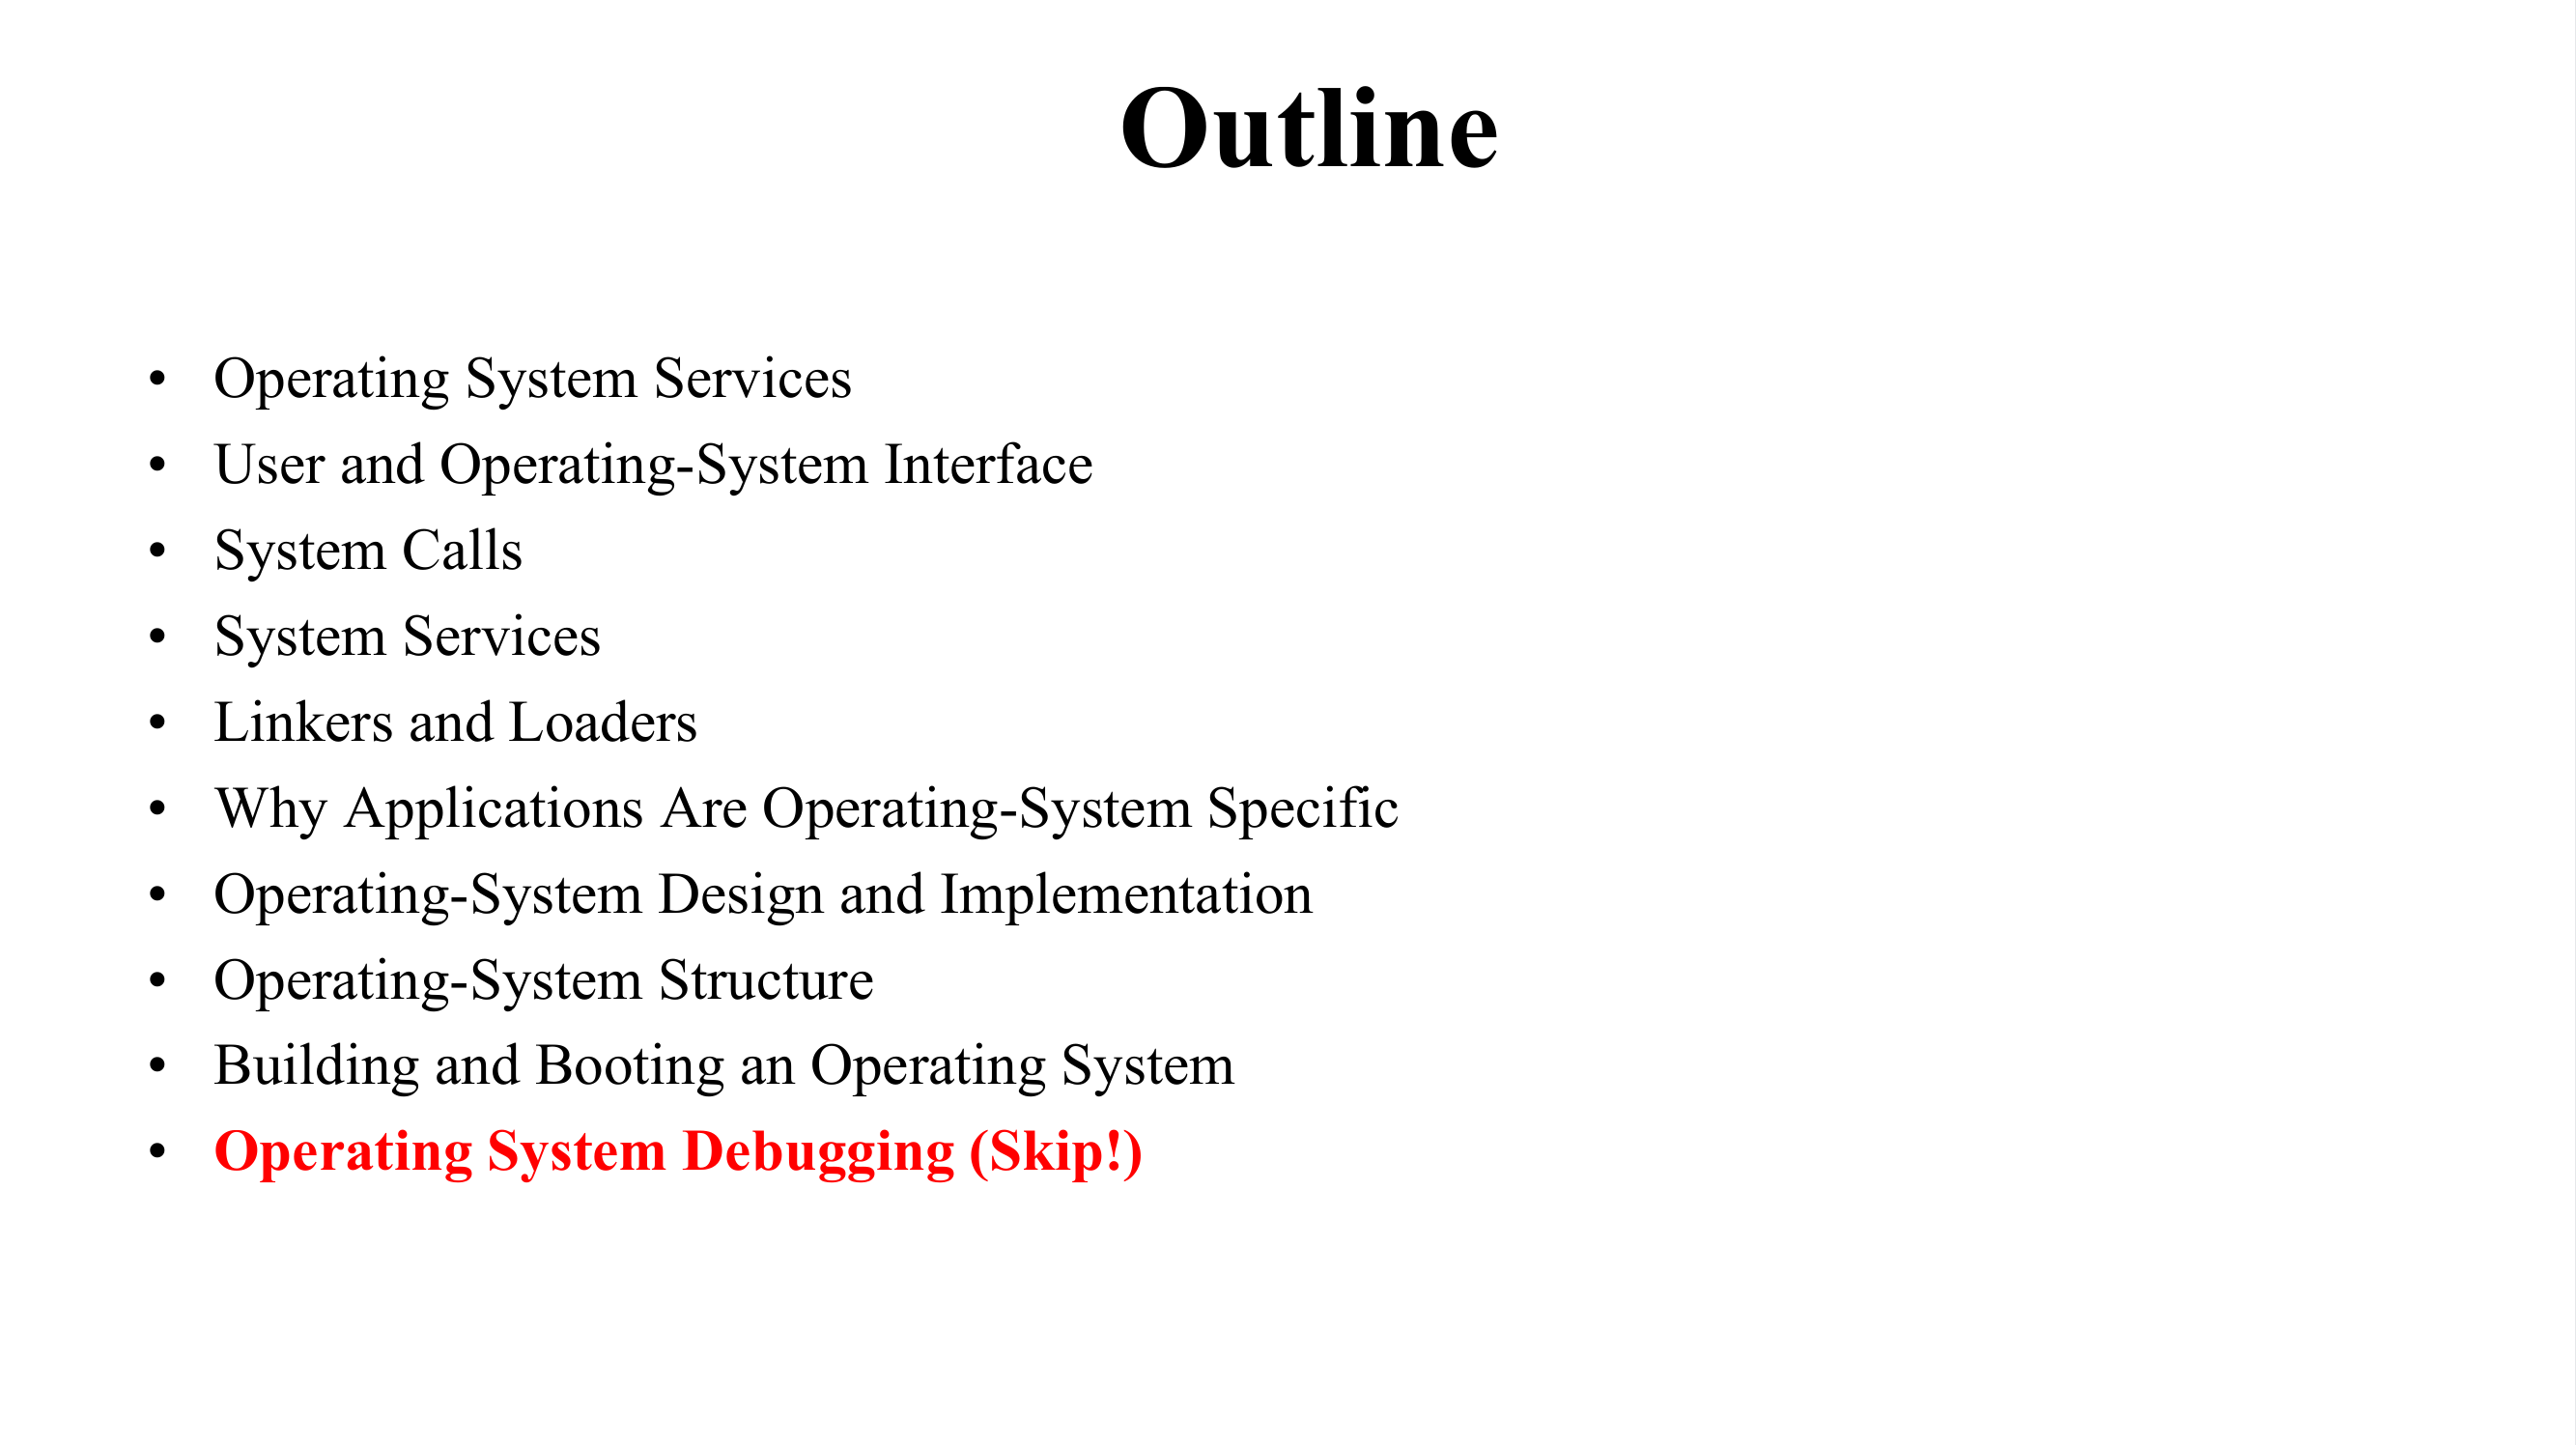 Outline
• Operating System Services
• User and Operating-System Interface
• System Calls
• System Services
• Linkers and Loaders
• Why Applications Are Operating-System Specific
• Operating-System Design and Implementation
• Operating-System Structure
• Building and Booting an Operating System
• Operating System Debugging (Skip!)